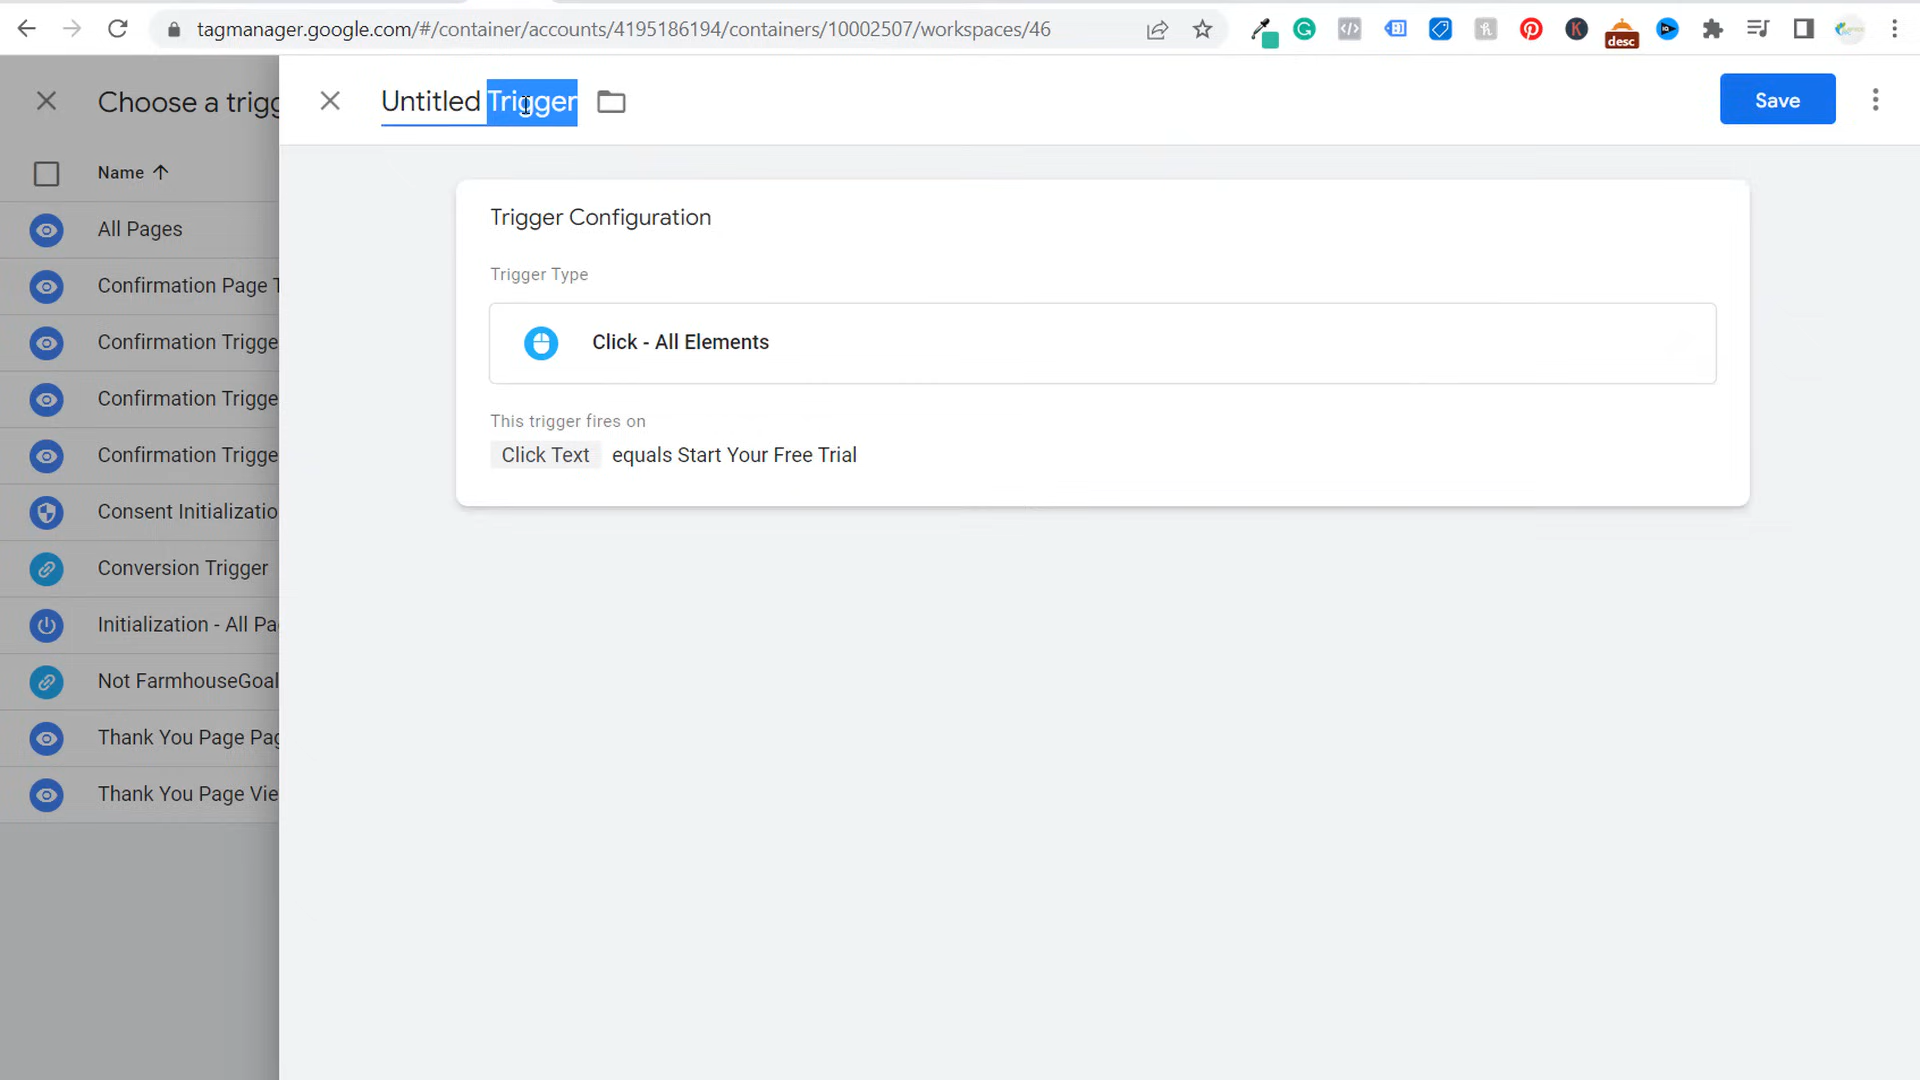 tagmanager.google.com/#/container/accounts/4195186194/containers/10002507/workspaces/46
desc
Choose a trigg
Untitled Trigger
Save
Name
All Pages
Confirmation Page T
Confirmation Trigge
Confirmation Trigge
Confirmation Trigge
Consent Initializatio
Conversion Trigger
Initialization - All Pa
Not FarmhouseGoal
Thank You Page Pag
Thank You Page Vie
Trigger Configuration
Trigger Type
Click - All Elements
This trigger fires on
Click Text equals Start Your Free Trial